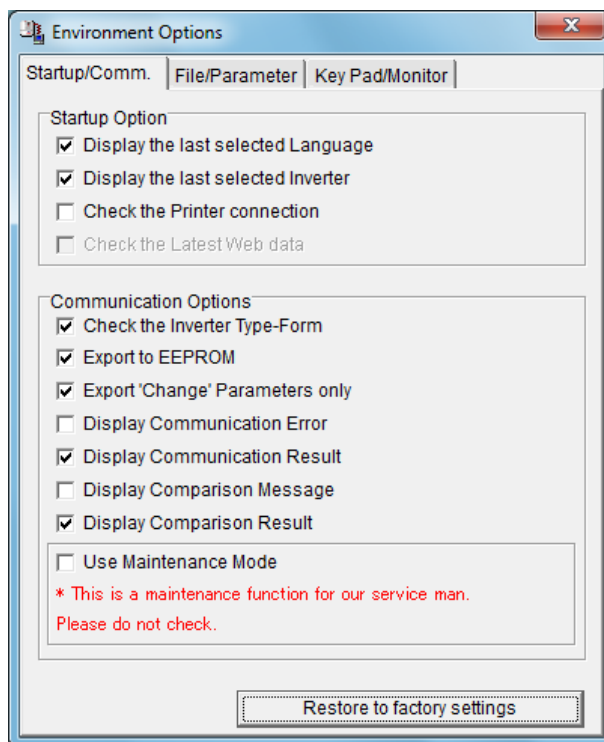 Environment Options
Startup/Comm.
File/Parameter
Key Pad/Monitor
Startup Option
Display the last selected Language
Display the last selected Inverter
Check the Printer connection
Check the Latest Web data
Communication Options
Check the Inverter Type-Form
Export to EEPROM
Export 'Change' Parameters only
Display Communication Error
Display Communication Result
Display Comparison Message
Display Comparison Result
Use Maintenance Mode
* This is a maintenance function for our service man.
Please do not check.
Restore to factory settings